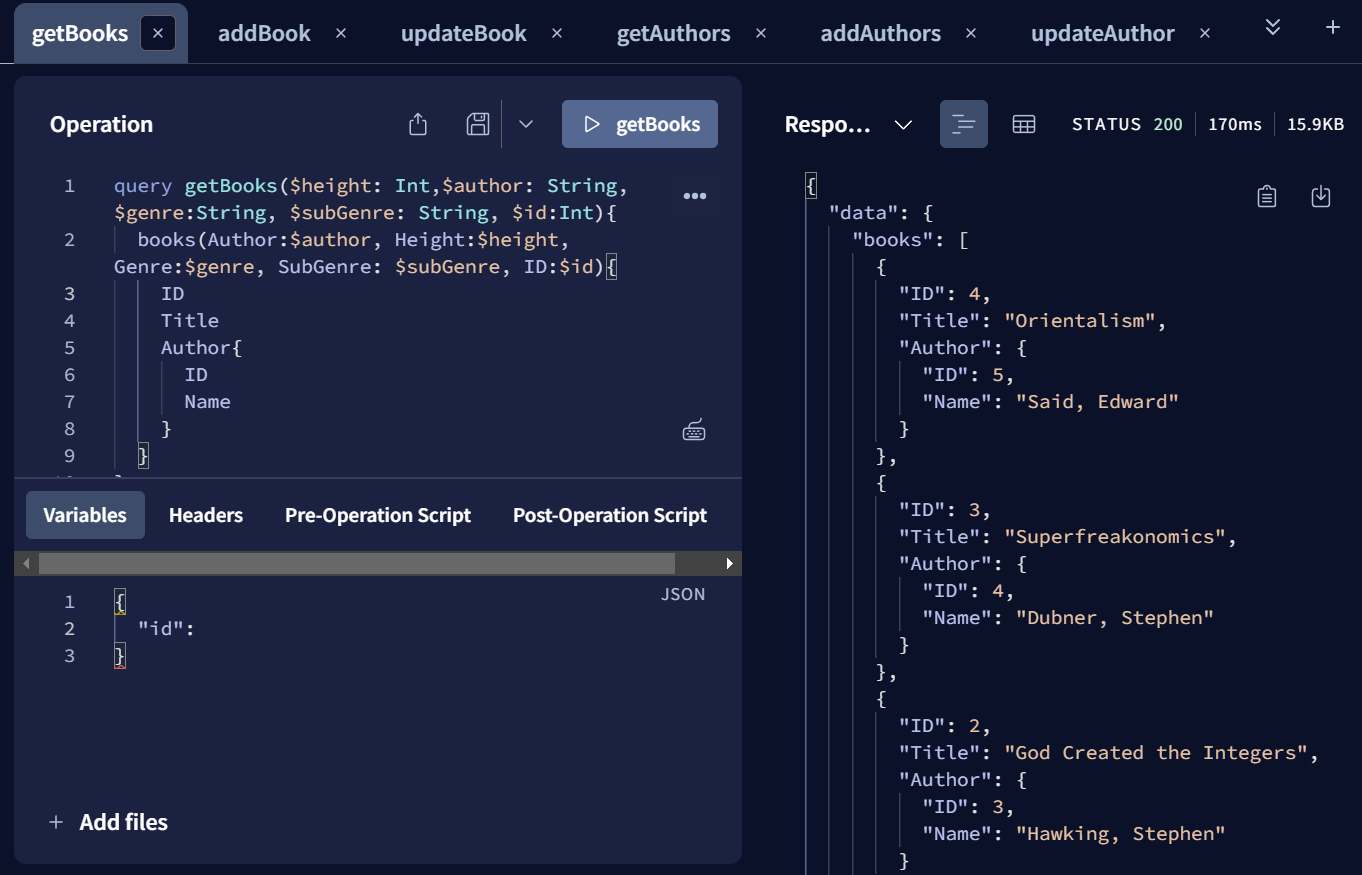 getBooks × addBook × updateBook × getAuthors × addAuthors × updateAuthor × +
Operation
getBooks
1 query getBooks($height: Int,$author: String,
$genre:String, $subGenre: String, $id:Int){
2 books(Author:$author, Height:$height,
Genre:$genre, SubGenre: $subGenre, ID:$id){
3 ID
4 Title
5 Author{
6 ID
7 Name
8 }
9 }
Variables Headers Pre-Operation Script Post-Operation Script
JSON
1 {
2 "id":
3 }
+ Add files
Respo... STATUS 200 170ms 15.9KB
{
"data": {
"books": [
{
"ID": 4,
"Title": "Orientalism",
"Author": {
"ID": 5,
"Name": "Said, Edward"
}
},
{
"ID": 3,
"Title": "Superfreakonomics",
"Author": {
"ID": 4,
"Name": "Dubner, Stephen"
}
},
{
"ID": 2,
"Title": "God Created the Integers",
"Author": {
"ID": 3,
"Name": "Hawking, Stephen"
}